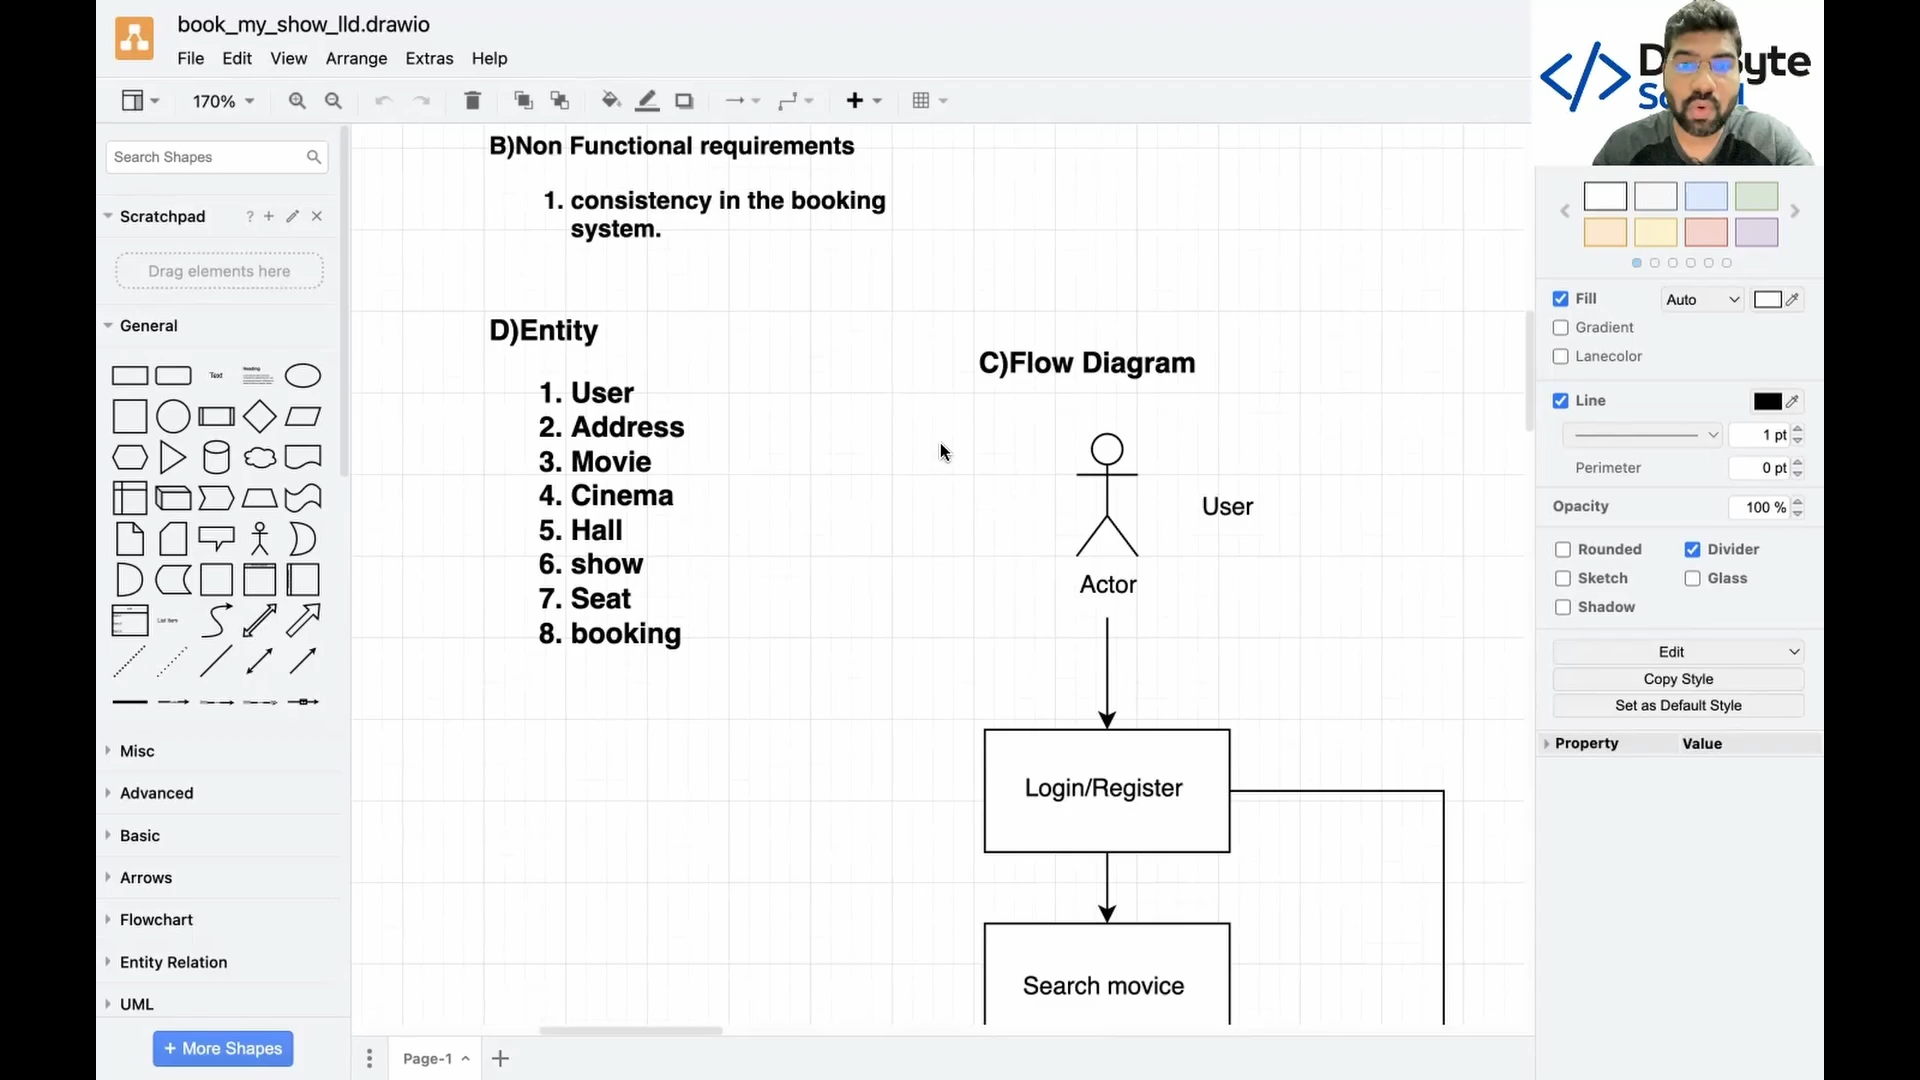 book_my_show_lld.drawio
File Edit View Arrange Extras Help
170%
Search Shapes
Scratchpad ?
Drag elements here
General
Text
Heading
List Item
Misc
Advanced
Basic
Arrows
Flowchart
Entity Relation
UML
+ More Shapes
B)Non Functional requirements
1. consistency in the booking
system.
D)Entity
1. User
2. Address
3. Movie
4. Cinema
5. Hall
6. show
7. Seat
8. booking
C)Flow Diagram
User
Actor
Login/Register
Search movice
Page-1
Fill Auto
Gradient
Lanecolor
Line
1 pt
Perimeter 0 pt
Opacity 100 %
Rounded Divider
Sketch Glass
Shadow
Edit
Copy Style
Set as Default Style
Property Value